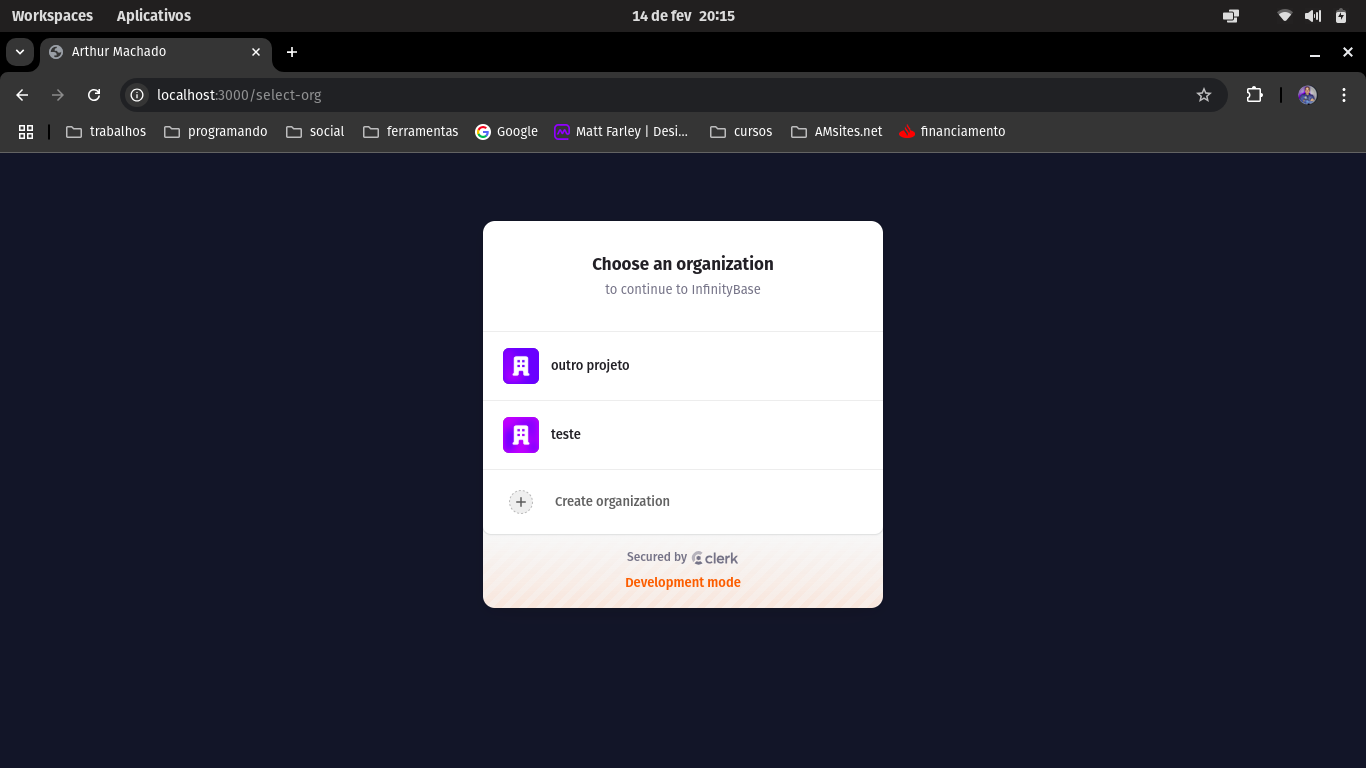 Workspaces Aplicativos 14 de fev 20:15
Arthur Machado
localhost:3000/select-org
trabalhos programando social ferramentas Google Matt Farley | Desi... cursos AMsites.net financiamento
Choose an organization
to continue to InfinityBase
outro projeto
teste
Create organization
Secured by clerk
Development mode